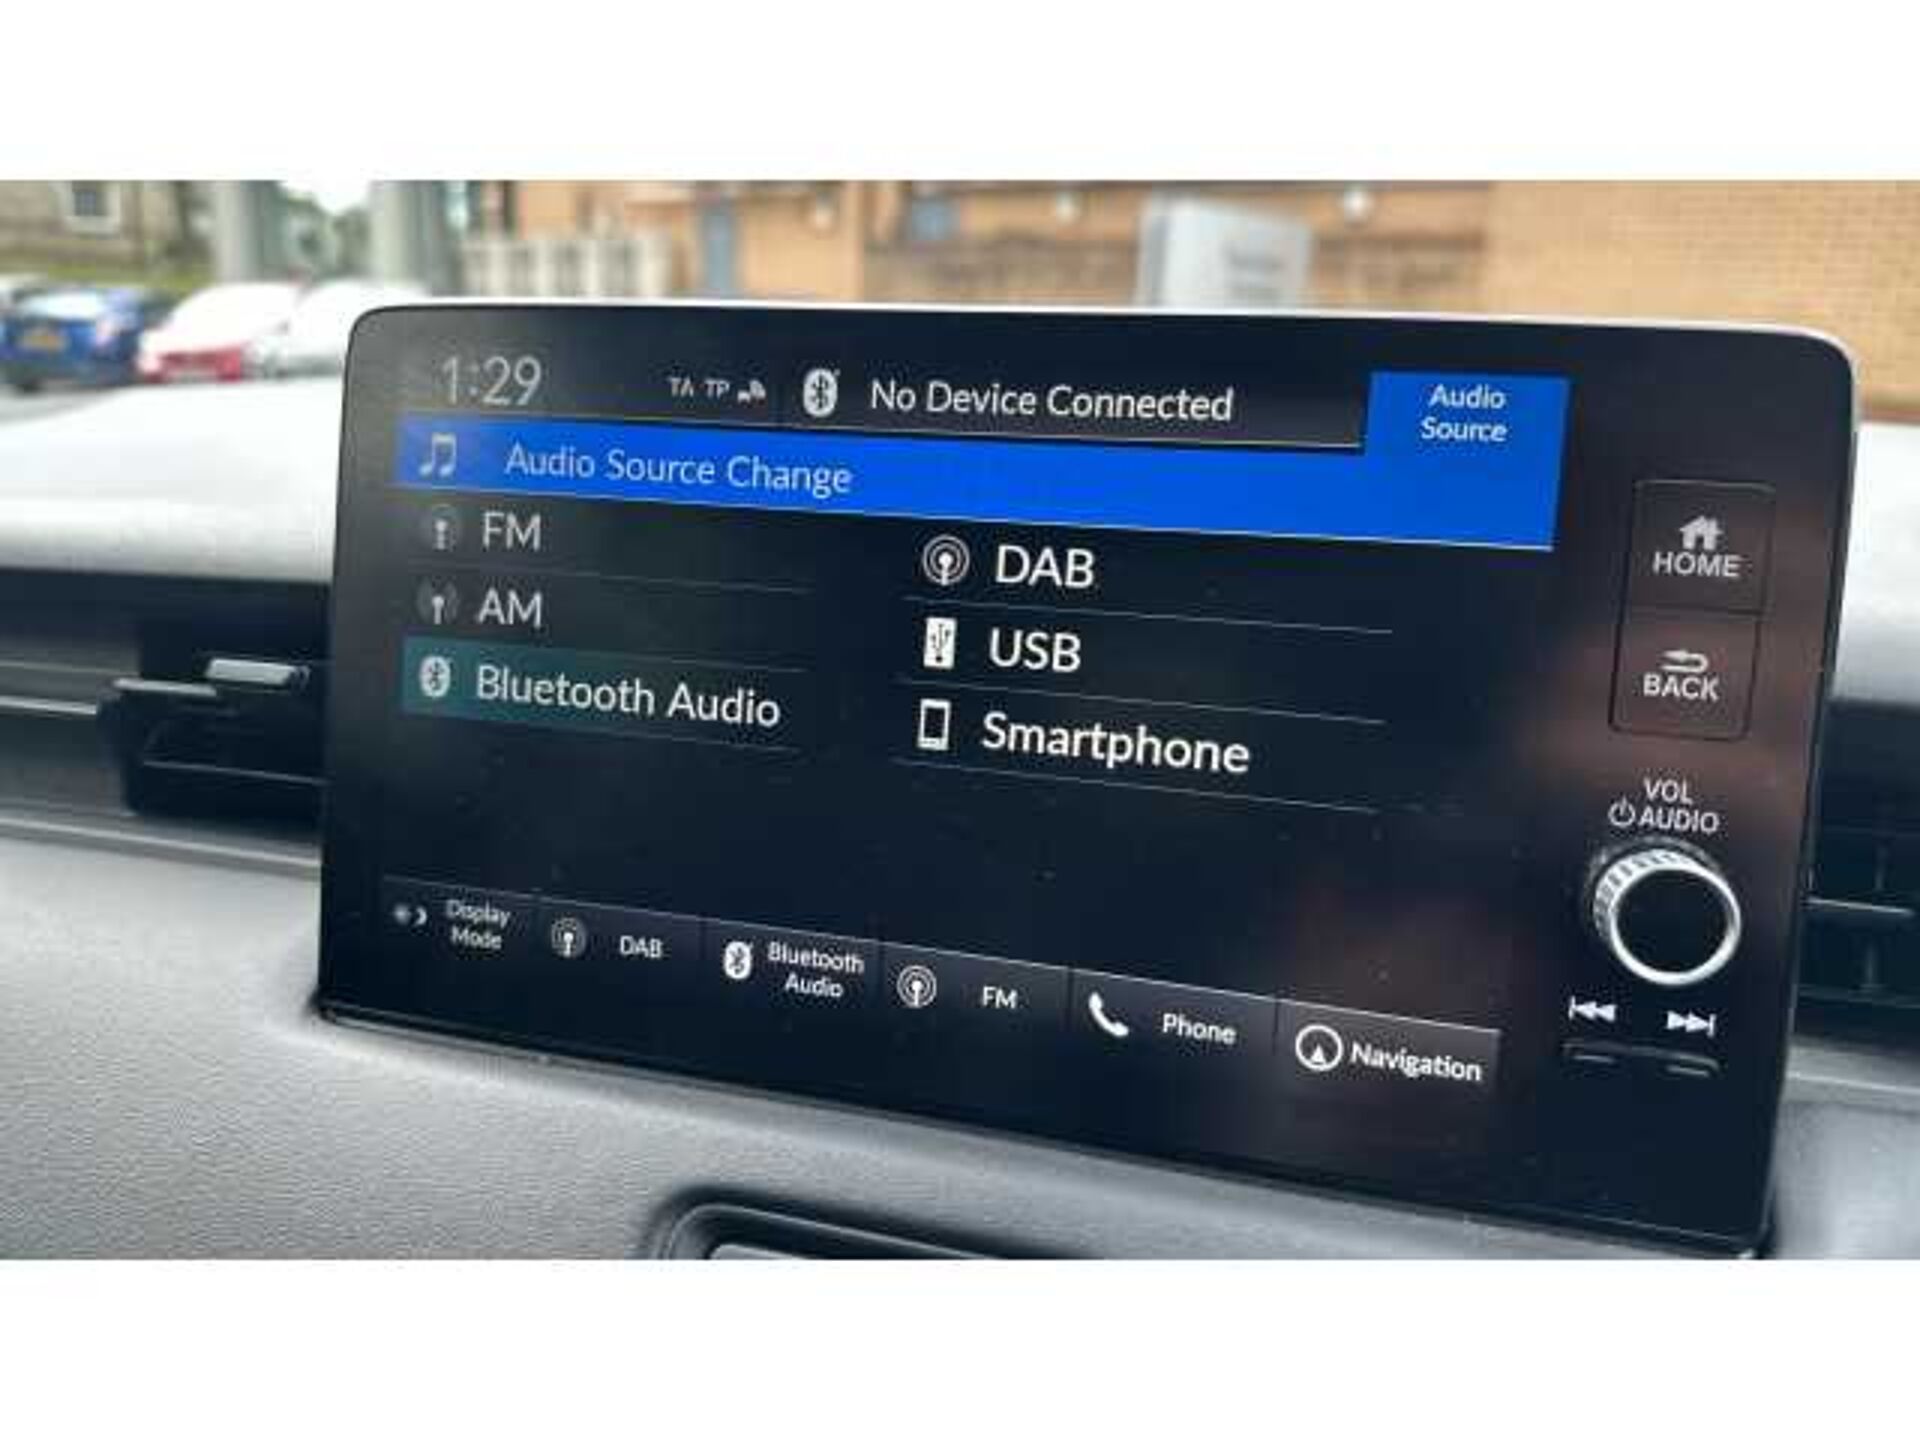 1:29
TA TP
No Device Connected
Audio
Source
Audio Source Change
FM
DAB
AM
USB
Bluetooth Audio
Smartphone
HOME
BACK
VOL
AUDIO
Display
Mode
DAB
Bluetooth
Audio
FM
Phone
Navigation